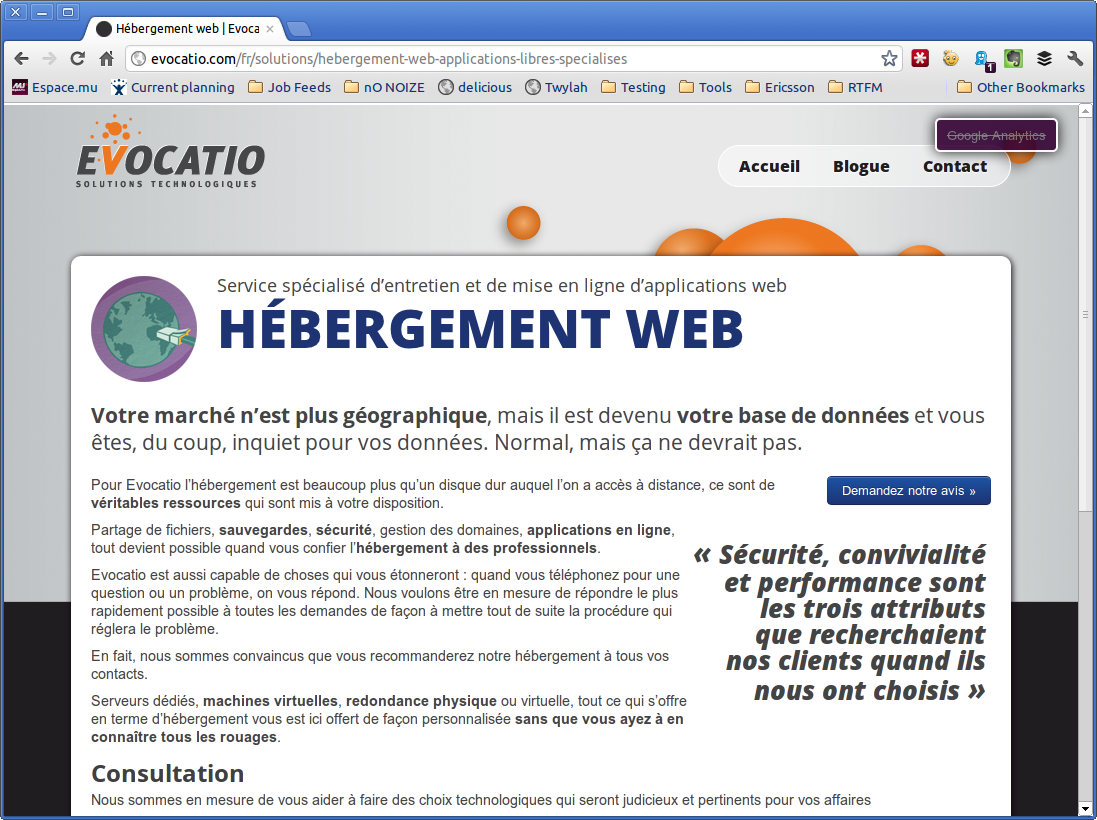 Hébergement web | Evoca
evocatio.com/fr/solutions/hebergement-web-applications-libres-specialises
1
Espace.mu Current planning Job Feeds nO NOIZE delicious Twylah Testing Tools Ericsson RTFM Other Bookmarks
Google Analytics
EVOCATIO
SOLUTIONS TECHNOLOGIQUES
Accueil Blogue Contact
Service spécialisé d’entretien et de mise en ligne d’applications web
HÉBERGEMENT WEB
Votre marché n’est plus géographique, mais il est devenu votre base de données et vous
êtes, du coup, inquiet pour vos données. Normal, mais ça ne devrait pas.
Pour Evocatio l’hébergement est beaucoup plus qu’un disque dur auquel l’on a accès à distance, ce sont de
véritables ressources qui sont mis à votre disposition.
Demandez notre avis »
Partage de fichiers, sauvegardes, sécurité, gestion des domaines, applications en ligne,
tout devient possible quand vous confier l’hébergement à des professionnels.
Evocatio est aussi capable de choses qui vous étonneront : quand vous téléphonez pour une
question ou un problème, on vous répond. Nous voulons être en mesure de répondre le plus
rapidement possible à toutes les demandes de façon à mettre tout de suite la procédure qui
réglera le problème.
En fait, nous sommes convaincus que vous recommanderez notre hébergement à tous vos
contacts.
Serveurs dédiés, machines virtuelles, redondance physique ou virtuelle, tout ce qui s’offre
en terme d’hébergement vous est ici offert de façon personnalisée sans que vous ayez à en
connaître tous les rouages.
« Sécurité, convivialité
et performance sont
les trois attributs
que recherchaient
nos clients quand ils
nous ont choisis »
Consultation
Nous sommes en mesure de vous aider à faire des choix technologiques qui seront judicieux et pertinents pour vos affaires